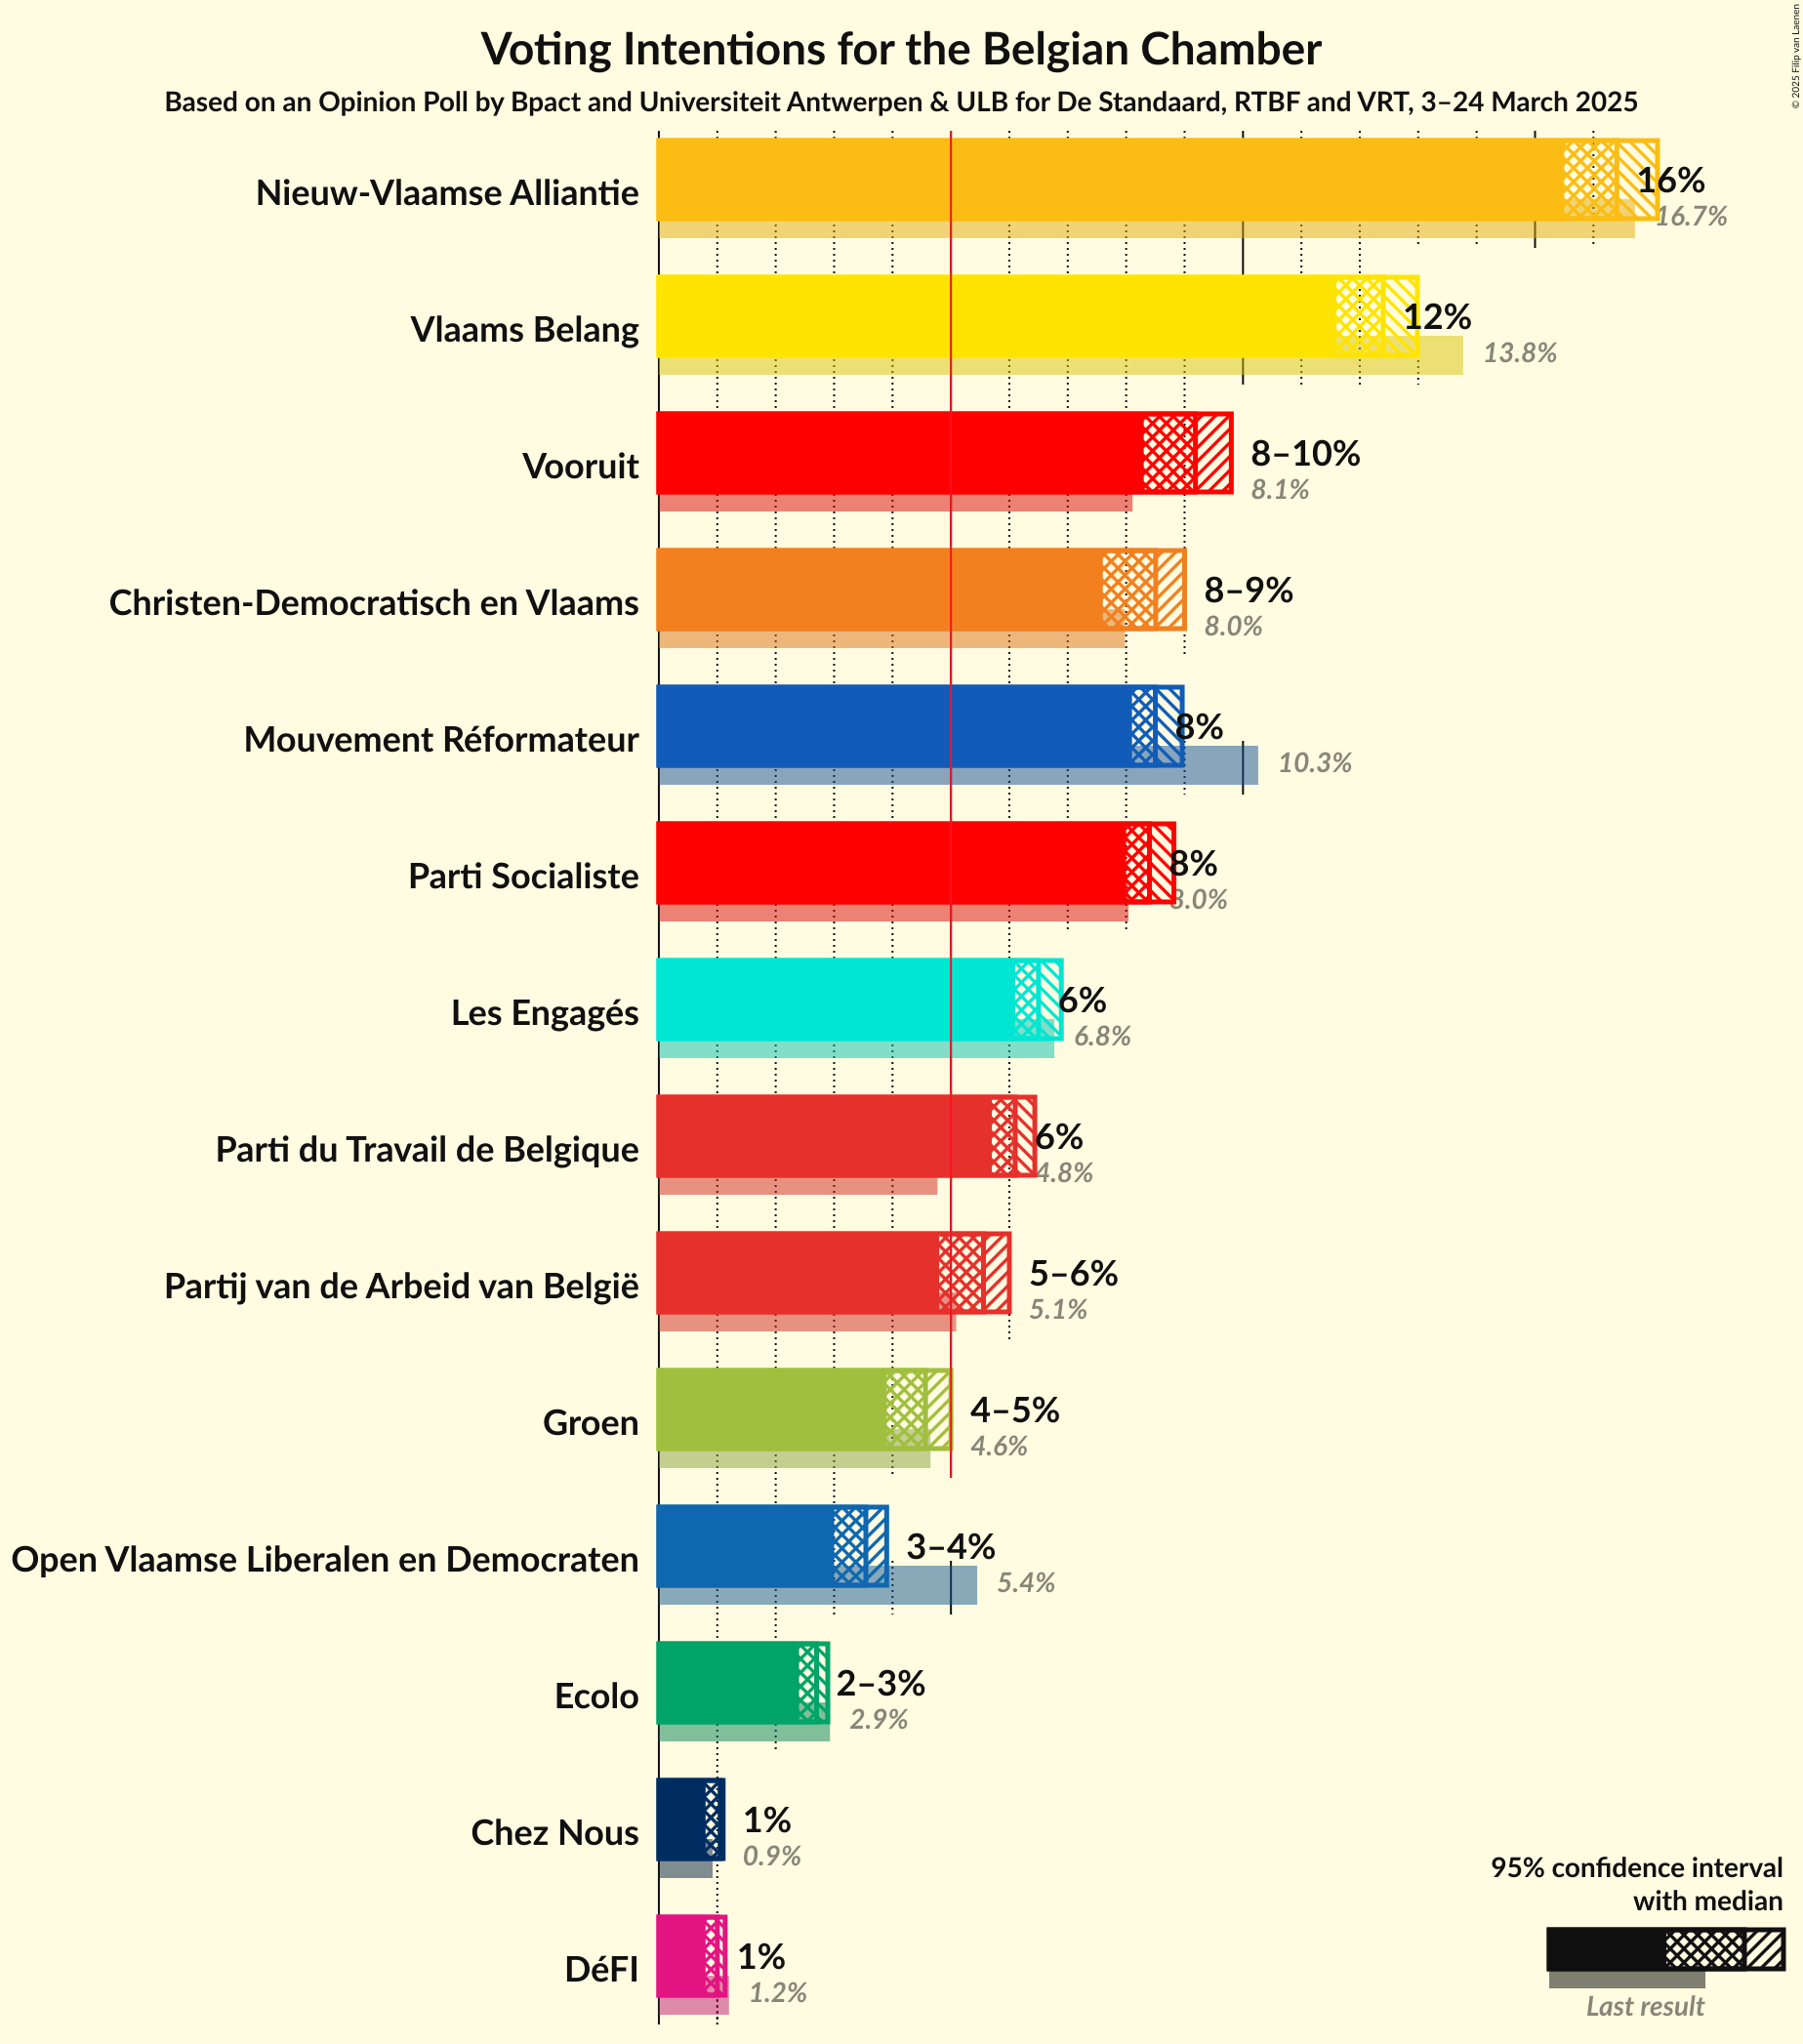 © 2025 Filip van Laenen
Voting Intentions for the Belgian Chamber
Based on an Opinion Poll by Bpact and Universiteit Antwerpen & ULB for De Standaard, RTBF and VRT, 3–24 March 2025
Nieuw-Vlaamse Alliantie
16%
16.7%
Vlaams Belang
12%
13.8%
Vooruit
8–10%
8.1%
Christen-Democratisch en Vlaams
8–9%
8.0%
Mouvement Réformateur
8%
10.3%
Parti Socialiste
8%
8.0%
Les Engagés
6%
6.8%
Parti du Travail de Belgique
6%
4.8%
Partij van de Arbeid van België
5–6%
5.1%
Groen
4–5%
4.6%
Open Vlaamse Liberalen en Democraten
3–4%
5.4%
Ecolo
2–3%
2.9%
Chez Nous
1%
0.9%
DéFI
1%
1.2%
95% confidence interval
with median
Last result